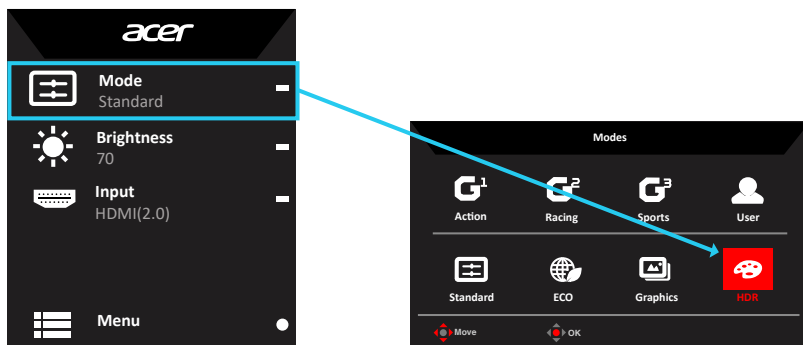 acer
Mode
Standard
Brightness
70
Input
HDMI(2.0)
Menu
Modes
G1 G2 G3
Action Racing Sports User
Standard ECO Graphics HDR
Move OK